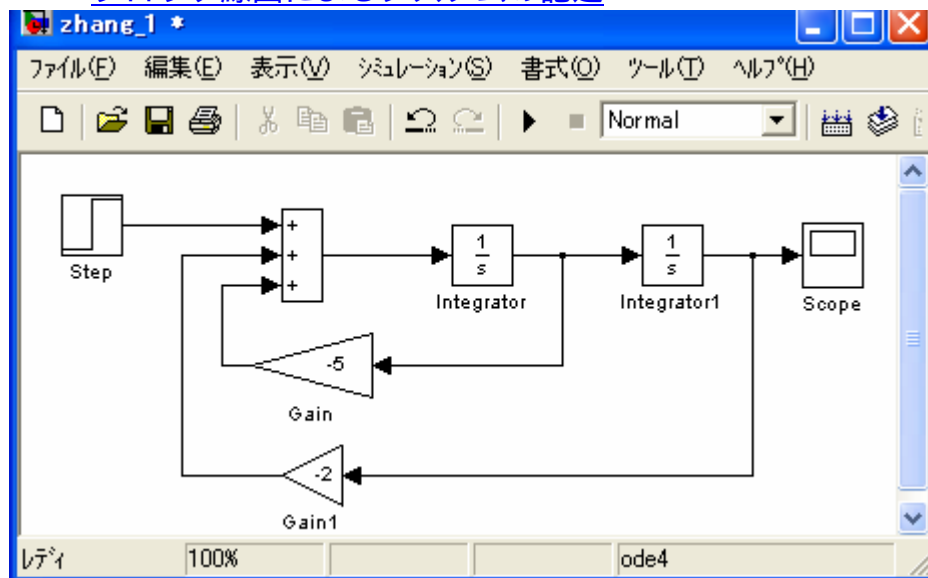 zhang_1 *
ファイル(F) 編集(E) 表示(V) シミュレーション(S) 書式(O) ツール(T) ヘルプ(H)
Normal
Step
+
+
+
1
s
Integrator
1
s
Integrator1
Scope
-5
Gain
-2
Gain1
レディ 100% ode4